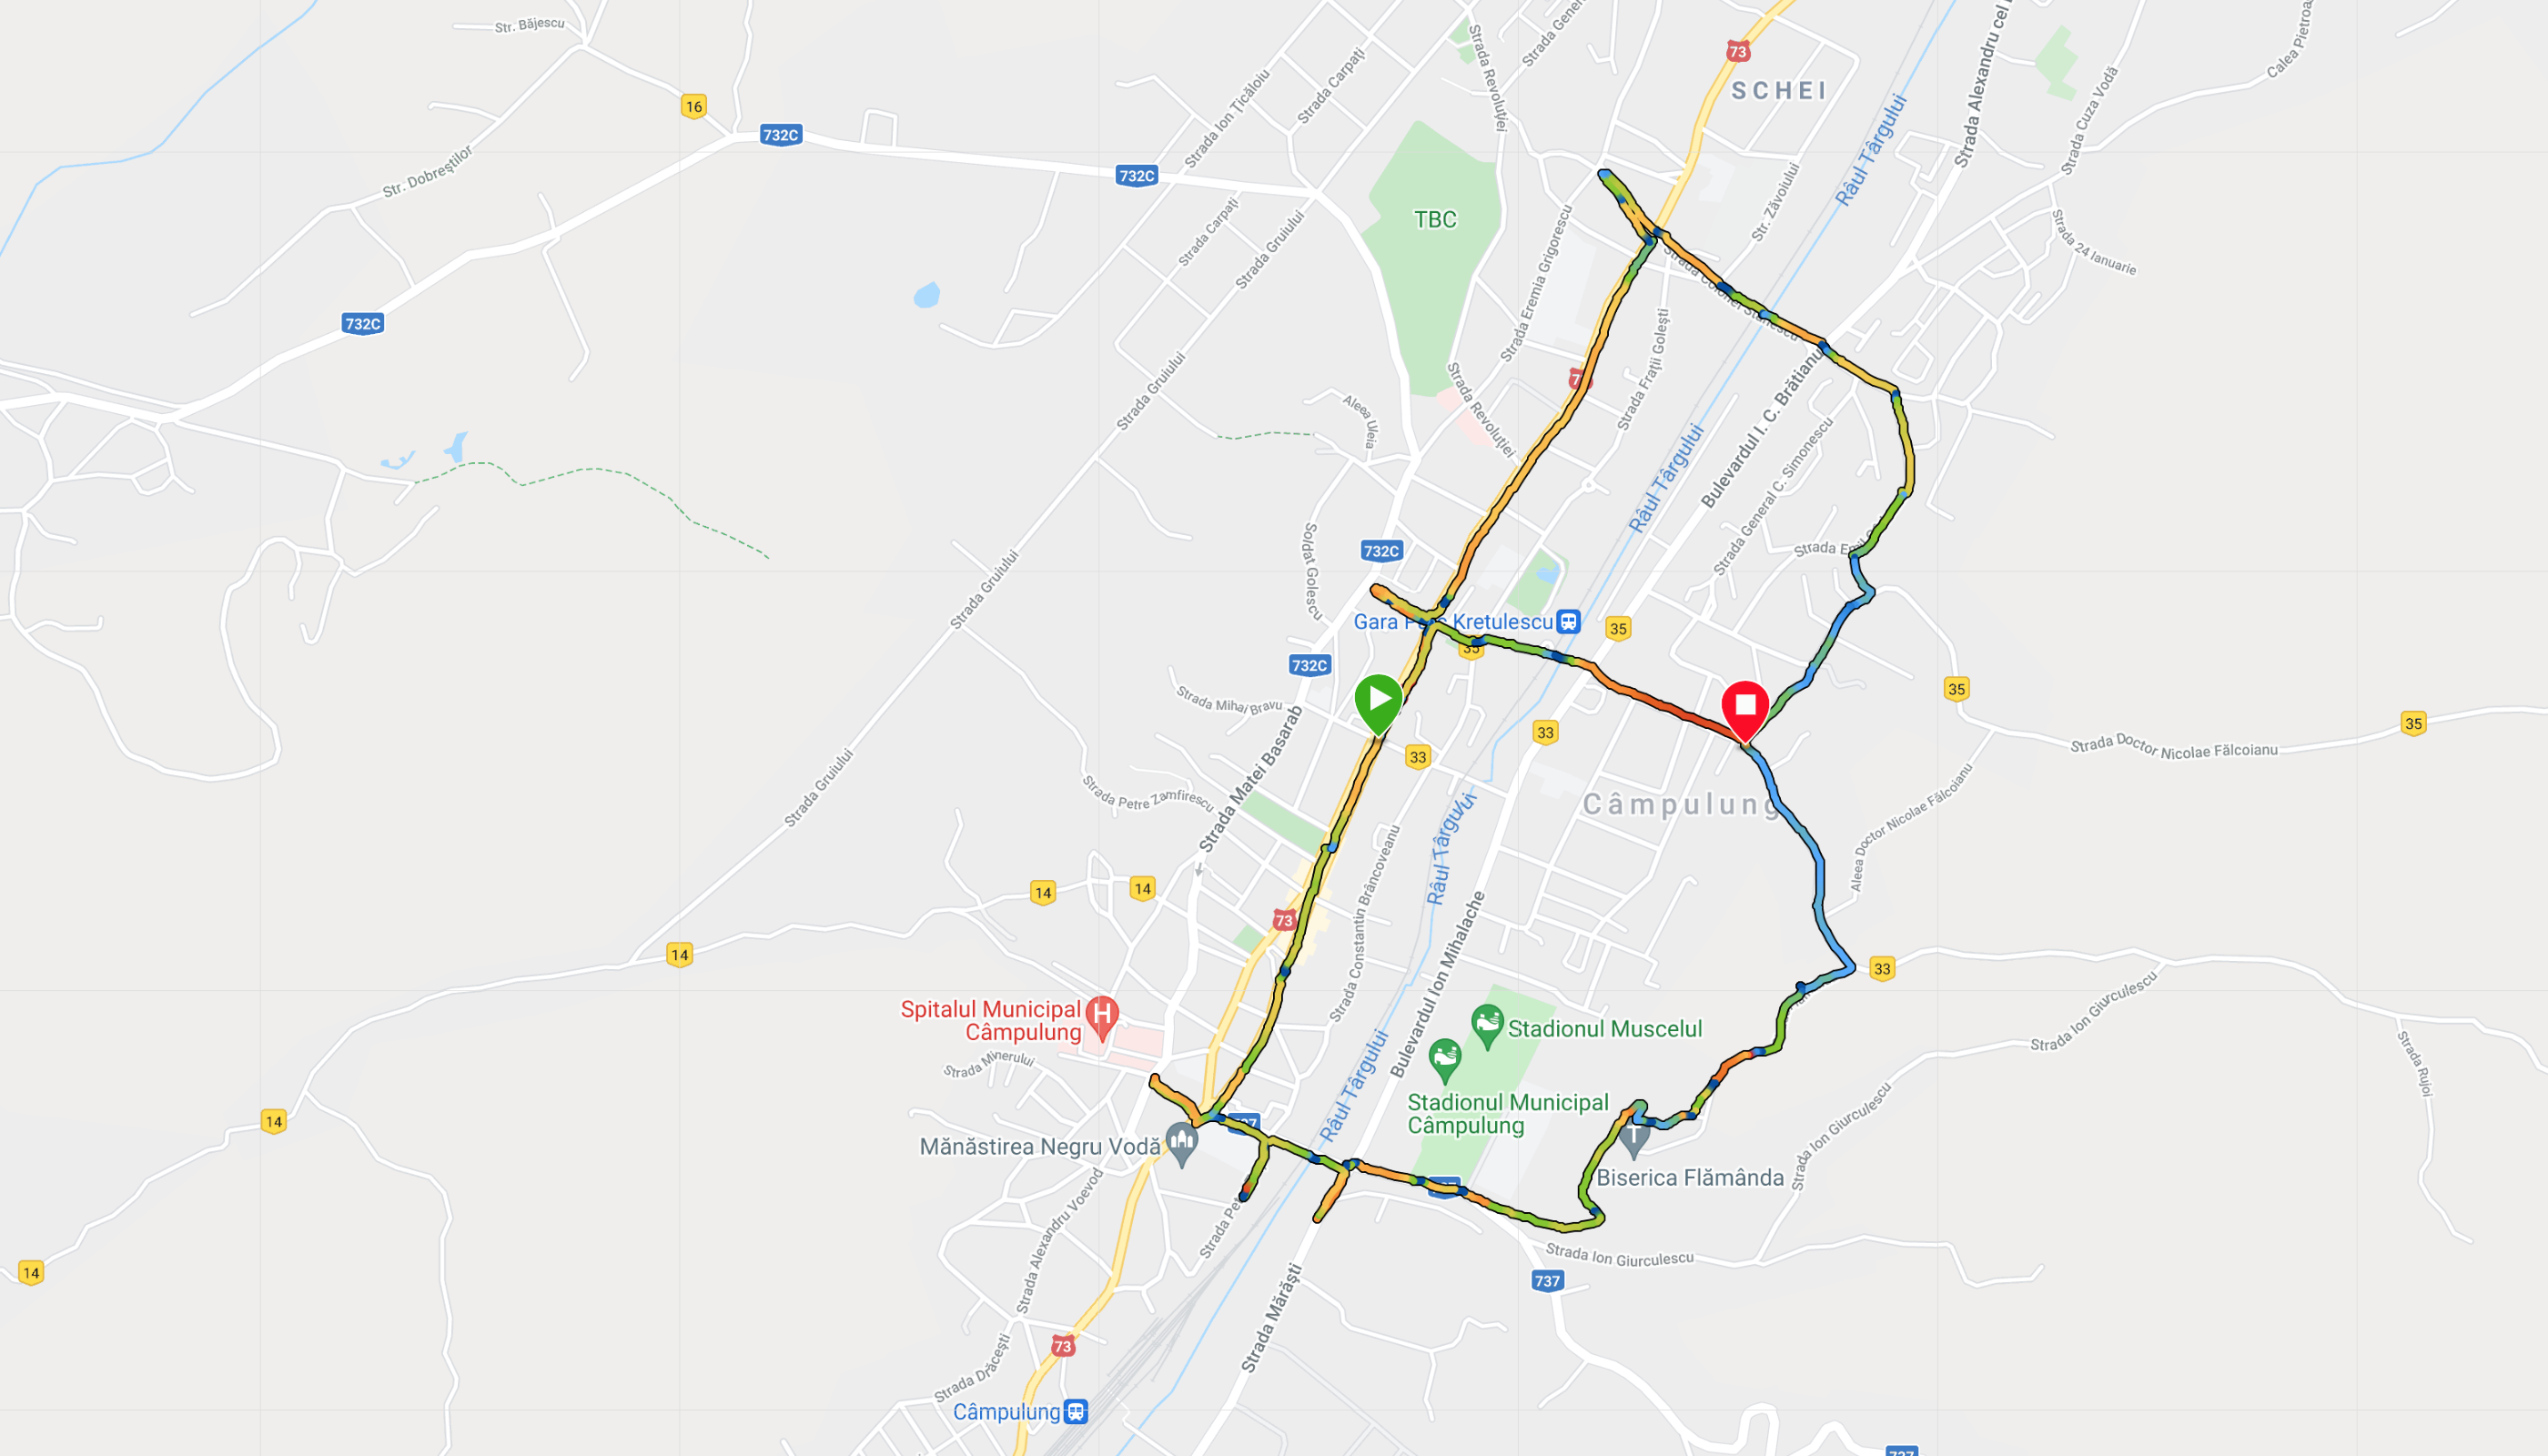 Str. Băjescu
16
732C
Str. Dobreștilor
732C
732C
Strada Ion Țicăloiu
Strada Carpați
Strada Revoluției
73
SCHEI
Râul Târgului
Strada Cuza Vodă
Calea Pietroa
Strada Alexandru cel
Strada Carpați
Strada Gruiului
TBC
Strada Eremia Grigorescu
Str. Zăvoiului
Strada 24 Ianuarie
Strada Gruiului
Aleea Uleia
Strada Revoluției
Strada Frații Golești
Bulevardul I. C. Brătianu
Strada General C. Simonescu
Râul Târgului
Soldat Golescu
732C
Strada Gruiului
Gara Parc Kretulescu
35
35
732C
Strada Mihai Bravu
35
35
Strada Doctor Nicolae Fălcoianu
33
33
Strada Gruiului
Strada Petre Zamfirescu
Strada Matei Basarab
Câmpulung
Râul Târgului
Aleea Doctor Nicolae Fălcoianu
Strada Constantin Brâncoveanu
14
14
73
14
33
Bulevardul Ion Mihalache
Spitalul Municipal
Câmpulung
Stadionul Muscelul
Strada Ion Giurculescu
Strada Minerului
Strada Rujoi
Râul Târgului
Stadionul Municipal
Câmpulung
14
Mănăstirea Negru Vodă
Strada Ion Giurculescu
Biserica Flămânda
Strada Alexandru Voevod
Strada Pet
14
Strada Ion Giurculescu
737
Strada Mărăști
73
Strada Drăcești
Câmpulung
737